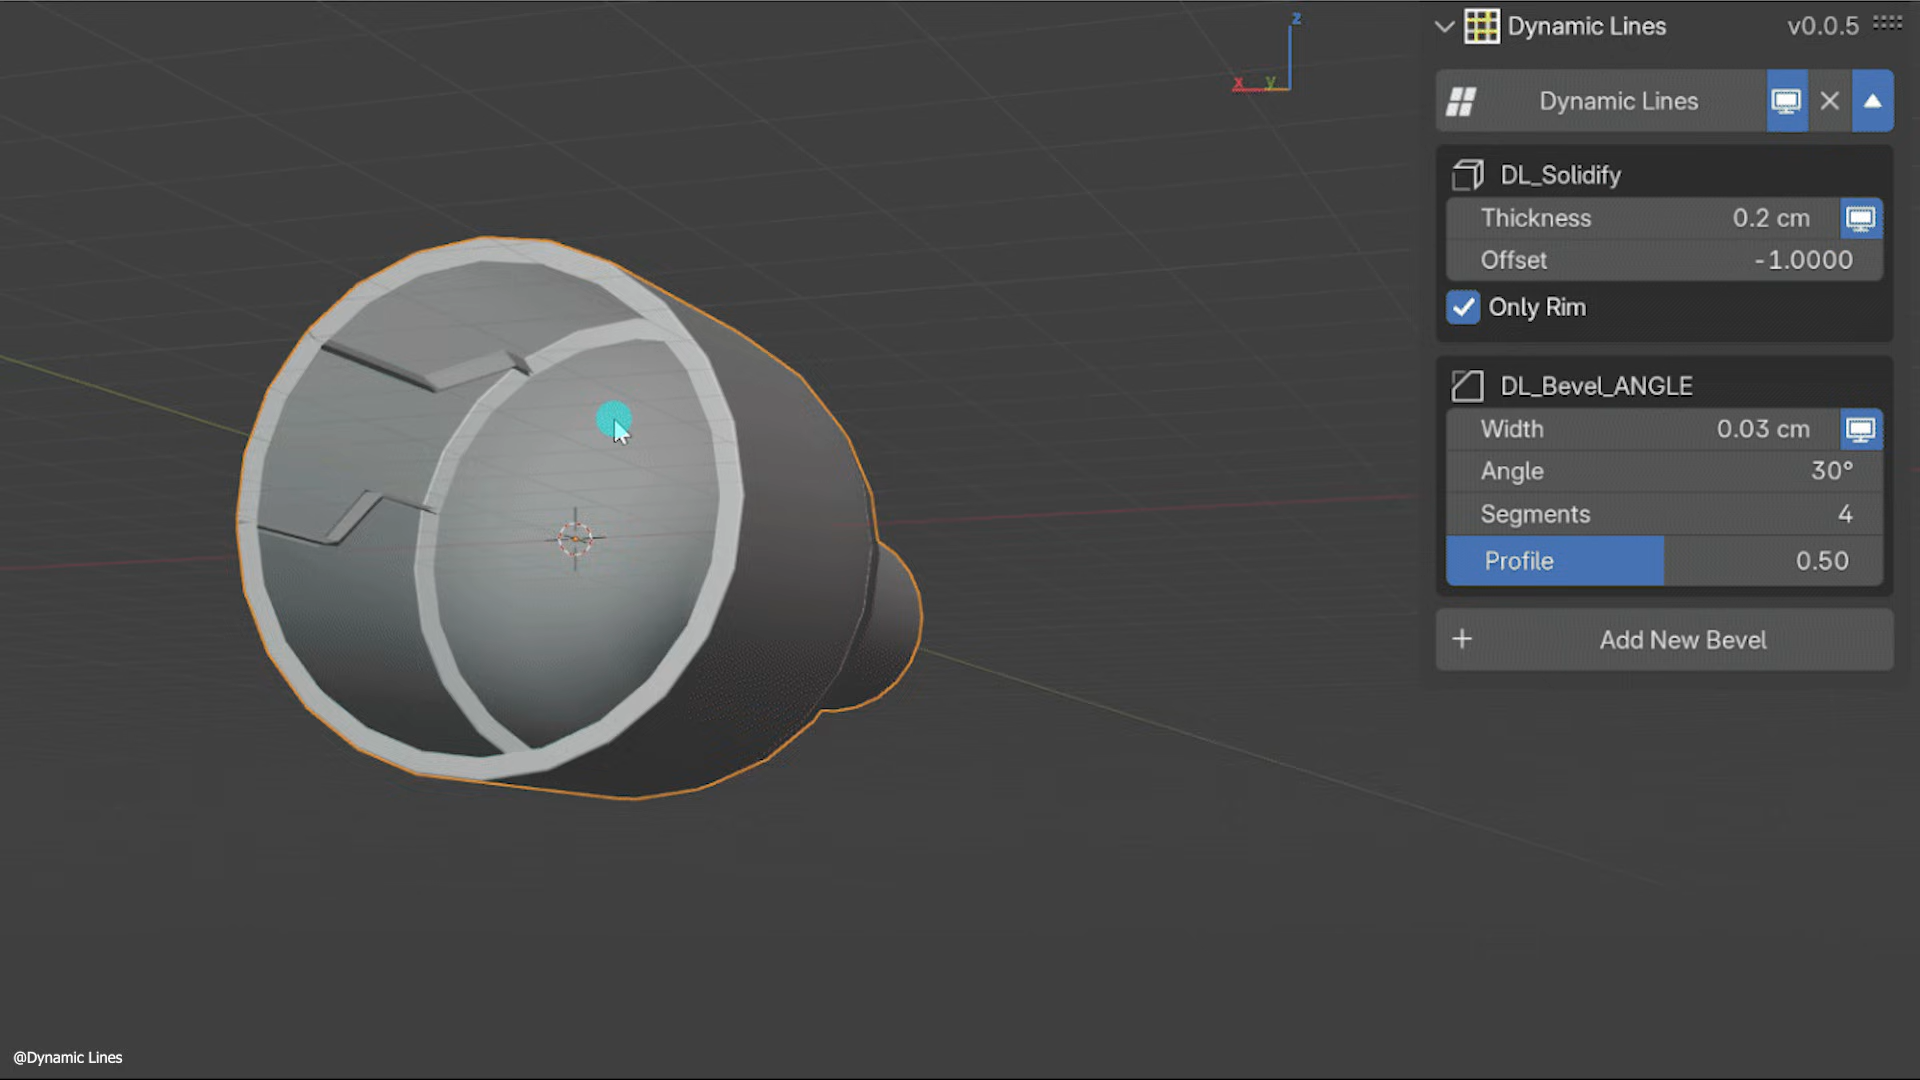 z
x y
Dynamic Lines v0.0.5
Dynamic Lines
DL_Solidify
Thickness 0.2 cm
Offset -1.0000
Only Rim
DL_Bevel_ANGLE
Width 0.03 cm
Angle 30°
Segments 4
Profile 0.50
+ Add New Bevel
@Dynamic Lines